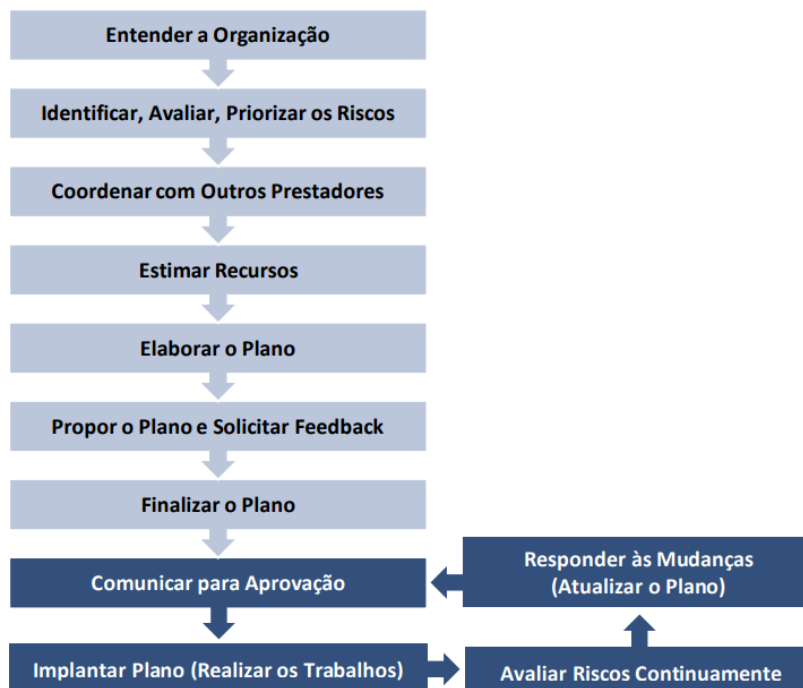 Entender a Organização
Identificar, Avaliar, Priorizar os Riscos
Coordenar com Outros Prestadores
Estimar Recursos
Elaborar o Plano
Propor o Plano e Solicitar Feedback
Finalizar o Plano
Comunicar para Aprovação
Implantar Plano (Realizar os Trabalhos)
Avaliar Riscos Continuamente
Responder às Mudanças
(Atualizar o Plano)